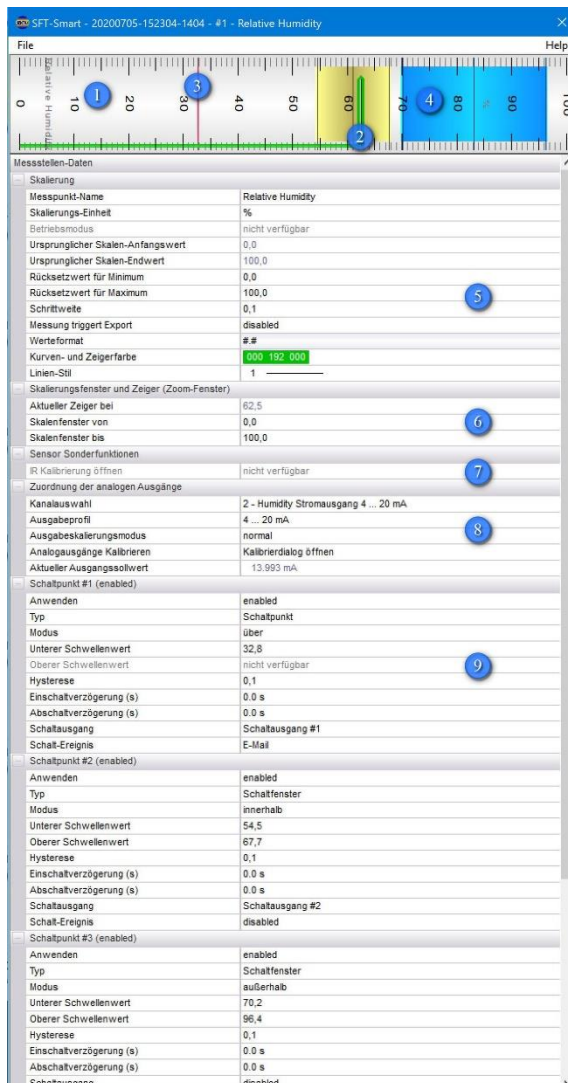 SFT-Smart - 20200705-152304-1404 - #1 - Relative Humidity
File Help
0 10 20 30 40 50 60 70 80 90 100
Relative Humidity
%
1
2
3
4
Messstellen-Daten
Skalierung
Messpunkt-Name Relative Humidity
Skalierungs-Einheit %
Betriebsmodus nicht verfügbar
Ursprunglicher Skalen-Anfangswert 0,0
Ursprunglicher Skalen-Endwert 100,0
Rücksetzwert für Minimum 0,0
Rücksetzwert für Maximum 100,0
5
Schrittweite 0,1
Messung triggert Export disabled
Werteformat #.#
Kurven- und Zeigerfarbe 000 192 000
Linien-Stil 1
Skalierungsfenster und Zeiger (Zoom-Fenster)
Aktueller Zeiger bei 62,5
Skalenfenster von 0,0
6
Skalenfenster bis 100,0
Sensor Sonderfunktionen
IR Kalibrierung öffnen nicht verfügbar
7
Zuordnung der analogen Ausgänge
Kanalauswahl 2 - Humidity Stromausgang 4 ... 20 mA
Ausgabeprofil 4 ... 20 mA
8
Ausgabeskalierungsmodus normal
Analogausgänge Kalibrieren Kalibrierdialog öffnen
Aktueller Ausgangssollwert 13.993 mA
Schaltpunkt #1 (enabled)
Anwenden enabled
Typ Schaltpunkt
Modus über
Unterer Schwellenwert 32,8
Oberer Schwellenwert nicht verfügbar
9
Hysterese 0,1
Einschaltverzögerung (s) 0.0 s
Abschaltverzögerung (s) 0.0 s
Schaltausgang Schaltausgang #1
Schalt-Ereignis E-Mail
Schaltpunkt #2 (enabled)
Anwenden enabled
Typ Schaltfenster
Modus innerhalb
Unterer Schwellenwert 54,5
Oberer Schwellenwert 67,7
Hysterese 0,1
Einschaltverzögerung (s) 0.0 s
Abschaltverzögerung (s) 0.0 s
Schaltausgang Schaltausgang #2
Schalt-Ereignis disabled
Schaltpunkt #3 (enabled)
Anwenden enabled
Typ Schaltfenster
Modus außerhalb
Unterer Schwellenwert 70,2
Oberer Schwellenwert 96,4
Hysterese 0,1
Einschaltverzögerung (s) 0.0 s
Abschaltverzögerung (s) 0.0 s
Schaltausgang disabled